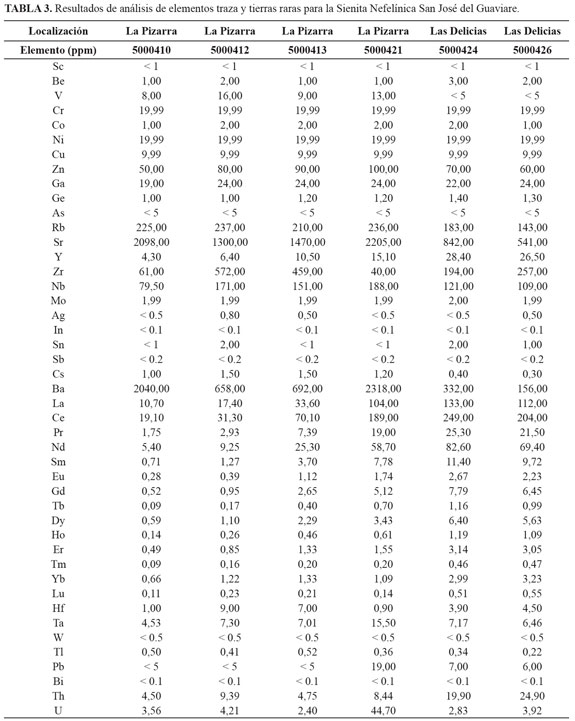 TABLA 3. Resultados de análisis de elementos traza y tierras raras para la Sienita Nefelínica San José del Guaviare.
Localización La Pizarra La Pizarra La Pizarra La Pizarra Las Delicias Las Delicias
Elemento (ppm) 5000410 5000412 5000413 5000421 5000424 5000426
Sc < 1 < 1 < 1 < 1 < 1 < 1
Be 1,00 2,00 1,00 1,00 3,00 2,00
V 8,00 16,00 9,00 13,00 < 5 < 5
Cr 19,99 19,99 19,99 19,99 19,99 19,99
Co 1,00 2,00 2,00 2,00 2,00 1,00
Ni 19,99 19,99 19,99 19,99 19,99 19,99
Cu 9,99 9,99 9,99 9,99 9,99 9,99
Zn 50,00 80,00 90,00 100,00 70,00 60,00
Ga 19,00 24,00 24,00 24,00 22,00 24,00
Ge 1,00 1,00 1,20 1,20 1,40 1,30
As < 5 < 5 < 5 < 5 < 5 < 5
Rb 225,00 237,00 210,00 236,00 183,00 143,00
Sr 2098,00 1300,00 1470,00 2205,00 842,00 541,00
Y 4,30 6,40 10,50 15,10 28,40 26,50
Zr 61,00 572,00 459,00 40,00 194,00 257,00
Nb 79,50 171,00 151,00 188,00 121,00 109,00
Mo 1,99 1,99 1,99 1,99 2,00 1,99
Ag < 0.5 0,80 0,50 < 0.5 < 0.5 0,50
In < 0.1 < 0.1 < 0.1 < 0.1 < 0.1 < 0.1
Sn < 1 2,00 < 1 < 1 2,00 1,00
Sb < 0.2 < 0.2 < 0.2 < 0.2 < 0.2 < 0.2
Cs 1,00 1,50 1,50 1,20 0,40 0,30
Ba 2040,00 658,00 692,00 2318,00 332,00 156,00
La 10,70 17,40 33,60 104,00 133,00 112,00
Ce 19,10 31,30 70,10 189,00 249,00 204,00
Pr 1,75 2,93 7,39 19,00 25,30 21,50
Nd 5,40 9,25 25,30 58,70 82,60 69,40
Sm 0,71 1,27 3,70 7,78 11,40 9,72
Eu 0,28 0,39 1,12 1,74 2,67 2,23
Gd 0,52 0,95 2,65 5,12 7,79 6,45
Tb 0,09 0,17 0,40 0,70 1,16 0,99
Dy 0,59 1,10 2,29 3,43 6,40 5,63
Ho 0,14 0,26 0,46 0,61 1,19 1,09
Er 0,49 0,85 1,33 1,55 3,14 3,05
Tm 0,09 0,16 0,20 0,20 0,46 0,47
Yb 0,66 1,22 1,33 1,09 2,99 3,23
Lu 0,11 0,23 0,21 0,14 0,51 0,55
Hf 1,00 9,00 7,00 0,90 3,90 4,50
Ta 4,53 7,30 7,01 15,50 7,17 6,46
W < 0.5 < 0.5 < 0.5 < 0.5 < 0.5 < 0.5
Tl 0,50 0,41 0,52 0,36 0,34 0,22
Pb < 5 < 5 < 5 19,00 7,00 6,00
Bi < 0.1 < 0.1 < 0.1 < 0.1 < 0.1 < 0.1
Th 4,50 9,39 4,75 8,44 19,90 24,90
U 3,56 4,21 2,40 44,70 2,83 3,92